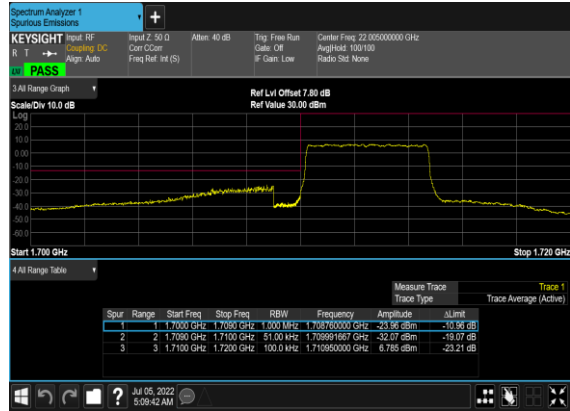 Spectrum Analyzer 1
Spurious Emissions
KEYSIGHT Input: RF Input Z: 50 Ω Atten: 40 dB Trig: Free Run Center Freq: 22.005000000 GHz
R T Coupling: DC Corr CCorr Gate: Off Avg|Hold: 100/100
Align: Auto Freq Ref: Int (S) IF Gain: Low Radio Std: None
PASS
3 All Range Graph
Ref Lvl Offset 7.80 dB
Scale/Div 10.0 dB Ref Value 30.00 dBm
Log
20.0
10.0
0.00
-10.0
-20.0
-30.0
-40.0
-50.0
-60.0
Start 1.700 GHz Stop 1.720 GHz
4 All Range Table
Measure Trace Trace 1
Trace Type Trace Average (Active)
Spur Range Start Freq Stop Freq RBW Frequency Amplitude ΔLimit
1 1 1.7000 GHz 1.7090 GHz 1.000 MHz 1.708760000 GHz -23.96 dBm -10.96 dB
2 2 1.7090 GHz 1.7100 GHz 51.00 kHz 1.709991667 GHz -32.07 dBm -19.07 dB
3 3 1.7100 GHz 1.7200 GHz 100.0 kHz 1.710950000 GHz 6.785 dBm -23.21 dB
Jul 05, 2022
5:09:42 AM